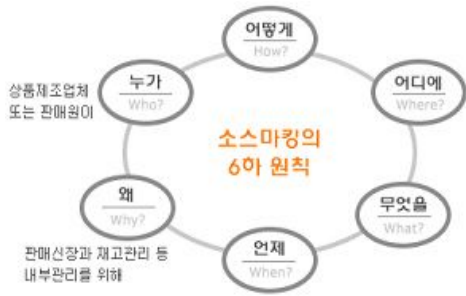 어떻게
How?
누가
Who?
어디에
Where?
상품제조업체
또는 판매원이
소스마킹의
6하 원칙
왜
Why?
무엇을
What?
판매신장과 재고관리 등
내부관리를 위해
언제
When?